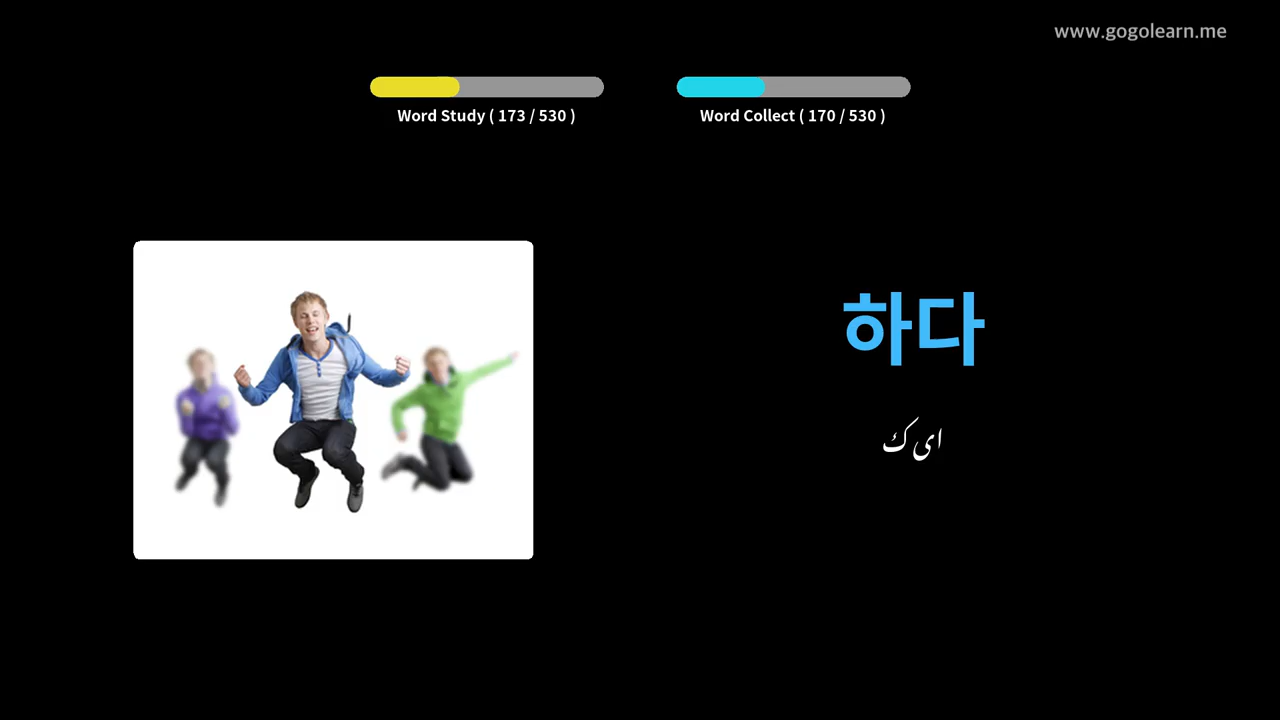 www.gogolearn.me
Word Study ( 173 / 530 )
Word Collect ( 170 / 530 )
하다
ای ک